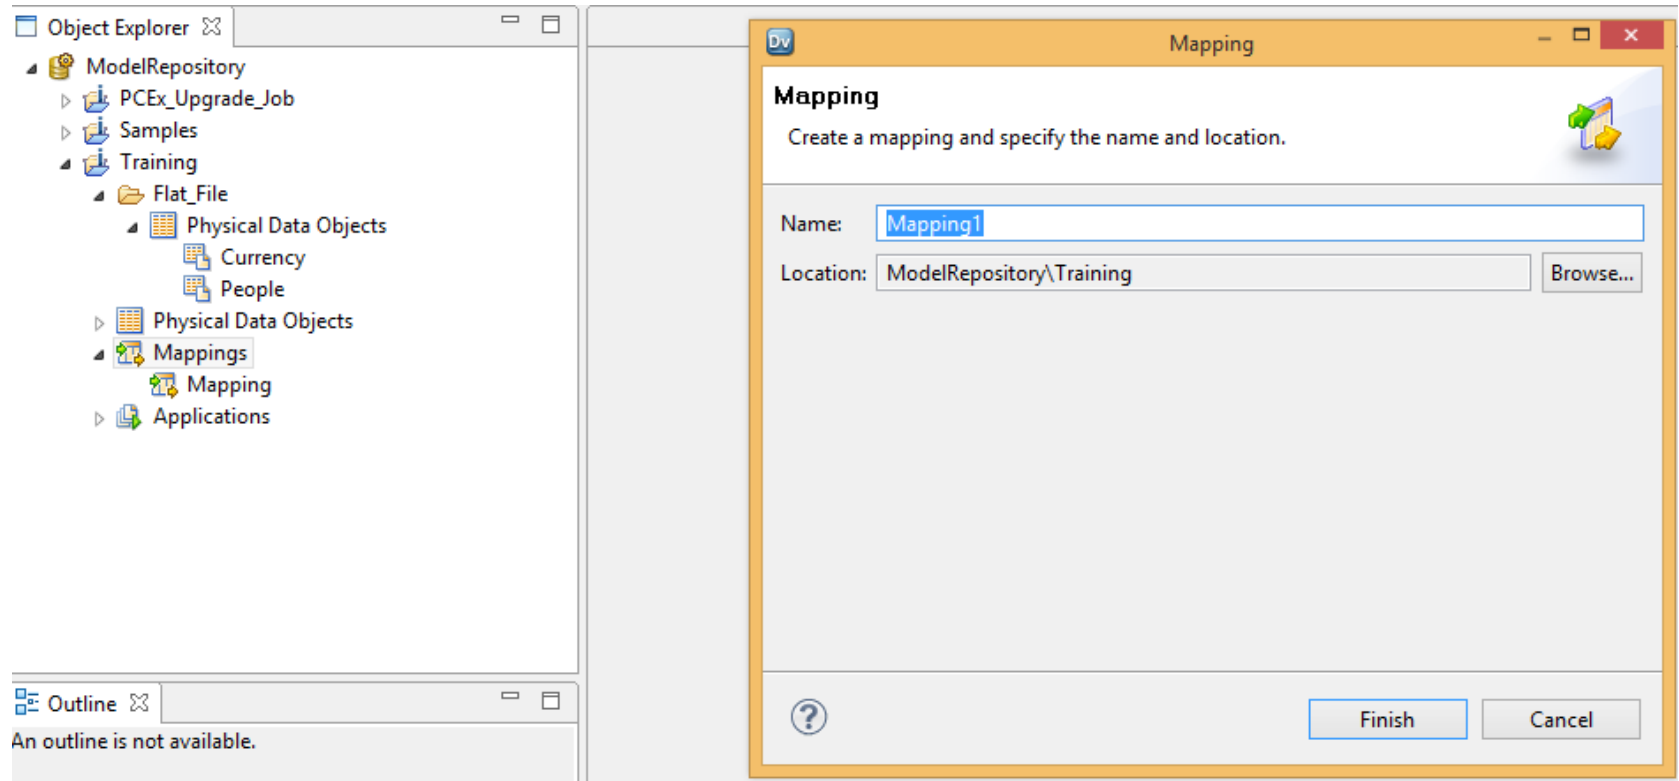 Object Explorer
ModelRepository
PCEx_Upgrade_Job
Samples
Training
Flat_File
Physical Data Objects
Currency
People
Physical Data Objects
Mappings
Mapping
Applications
Outline
An outline is not available.
Dv
Mapping
Mapping
Create a mapping and specify the name and location.
Name: Mapping1
Location: ModelRepository\Training Browse...
? Finish Cancel